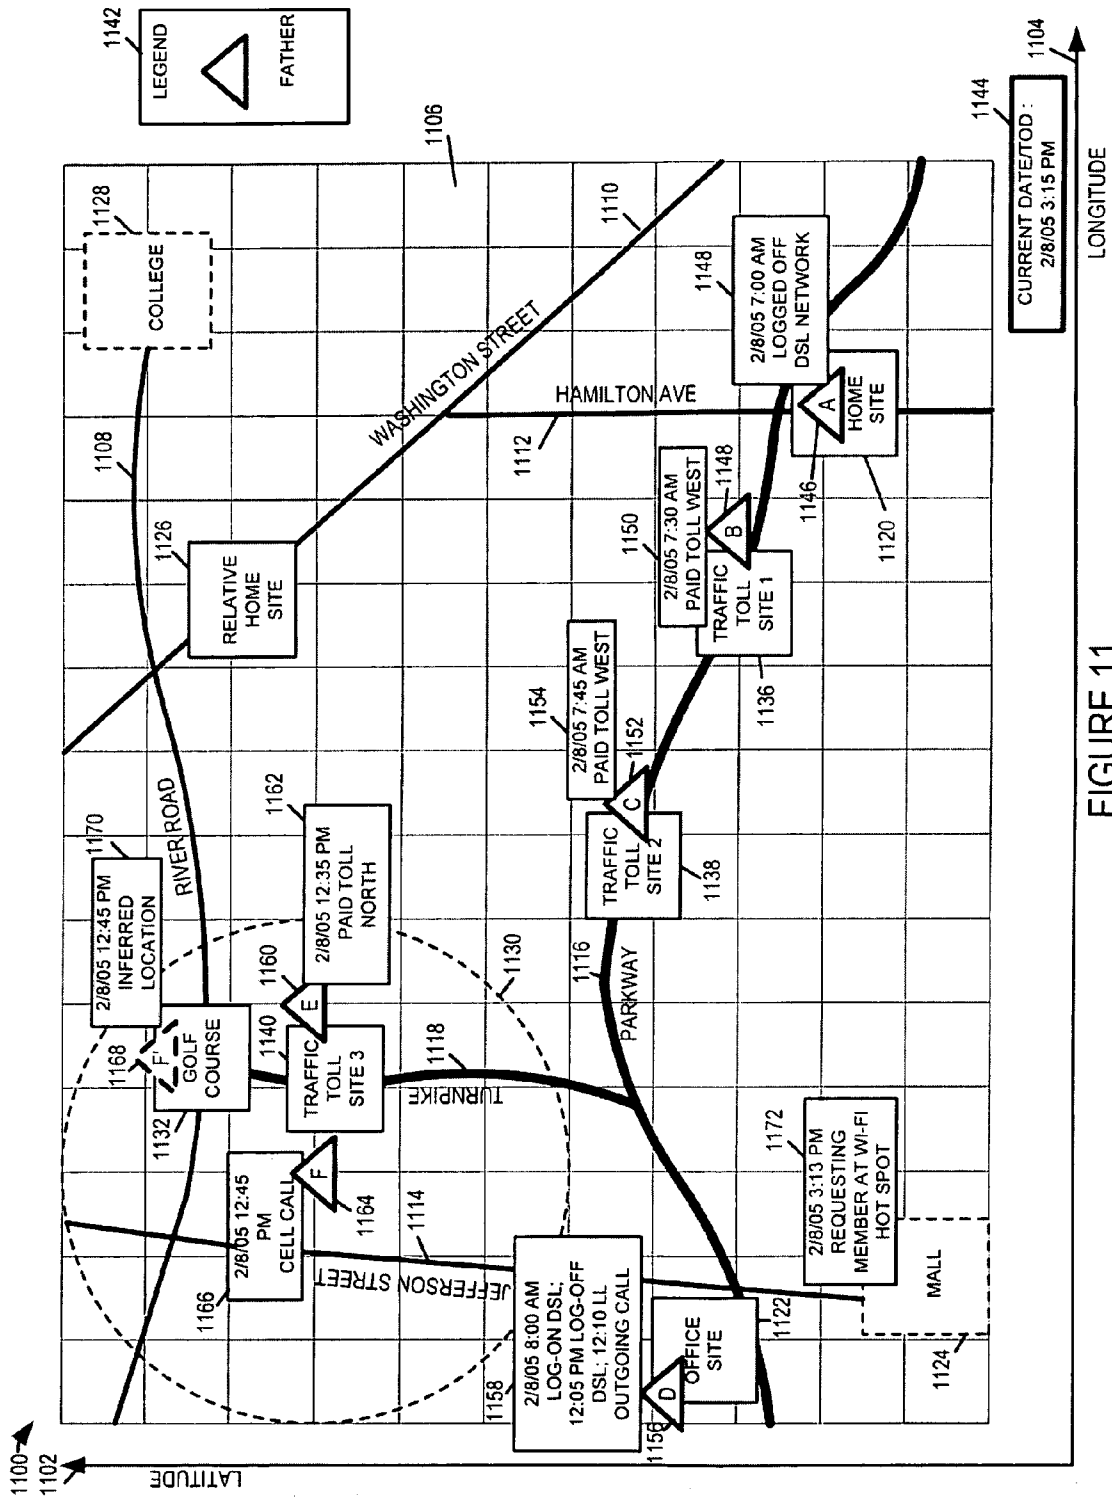 1100
1102
LATITUDE
1142
LEGEND
FATHER
1106
1128
COLLEGE
1108
1126
RELATIVE
HOME
SITE
WASHINGTON STREET
1110
HAMILTON AVE
1112
RIVER ROAD
1170
2/8/05 12:45 PM
INFERRED
LOCATION
1168
F'
GOLF
COURSE
1132
1162
2/8/05 12:35 PM
PAID TOLL
NORTH
1160
E
1140
TRAFFIC
TOLL
SITE 3
1130
1118
TURNPIKE
2/8/05 12:45
PM
CELL CALL
1166
F
1164
1114
JEFFERSON STREET
1158
2/8/05 8:00 AM
LOG-ON DSL;
12:05 PM LOG-OFF
DSL; 12:10 LL
OUTGOING CALL
D
1156
OFFICE
SITE
1122
1116
PARKWAY
1154
2/8/05 7:45 AM
PAID TOLL WEST
C
1152
TRAFFIC
TOLL
SITE 2
1138
1150
2/8/05 7:30 AM
PAID TOLL WEST
B
1148
TRAFFIC
TOLL
SITE 1
1136
1148
2/8/05 7:00 AM
LOGGED OFF
DSL NETWORK
A
HOME
SITE
1146
1120
1172
2/8/05 3:13 PM
REQUESTING
MEMBER AT WI-FI
HOT SPOT
MALL
1124
1144
CURRENT DATE/TOD :
2/8/05 3:15 PM
1104
LONGITUDE
FIGURE 11